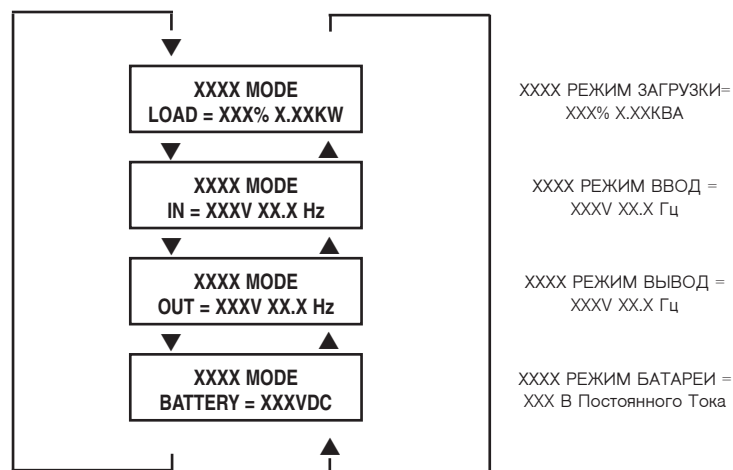 XXXX MODE
LOAD = XXX% X.XXKW
XXXX РЕЖИМ ЗАГРУЗКИ=
XXX% X.XXКВА
XXXX MODE
IN = XXXV XX.X Hz
XXXX РЕЖИМ ВВОД =
XXXV XX.X Гц
XXXX MODE
OUT = XXXV XX.X Hz
XXXX РЕЖИМ ВЫВОД =
XXXV XX.X Гц
XXXX MODE
BATTERY = XXXVDC
XXXX РЕЖИМ БАТАРЕИ =
XXX В Постоянного Тока